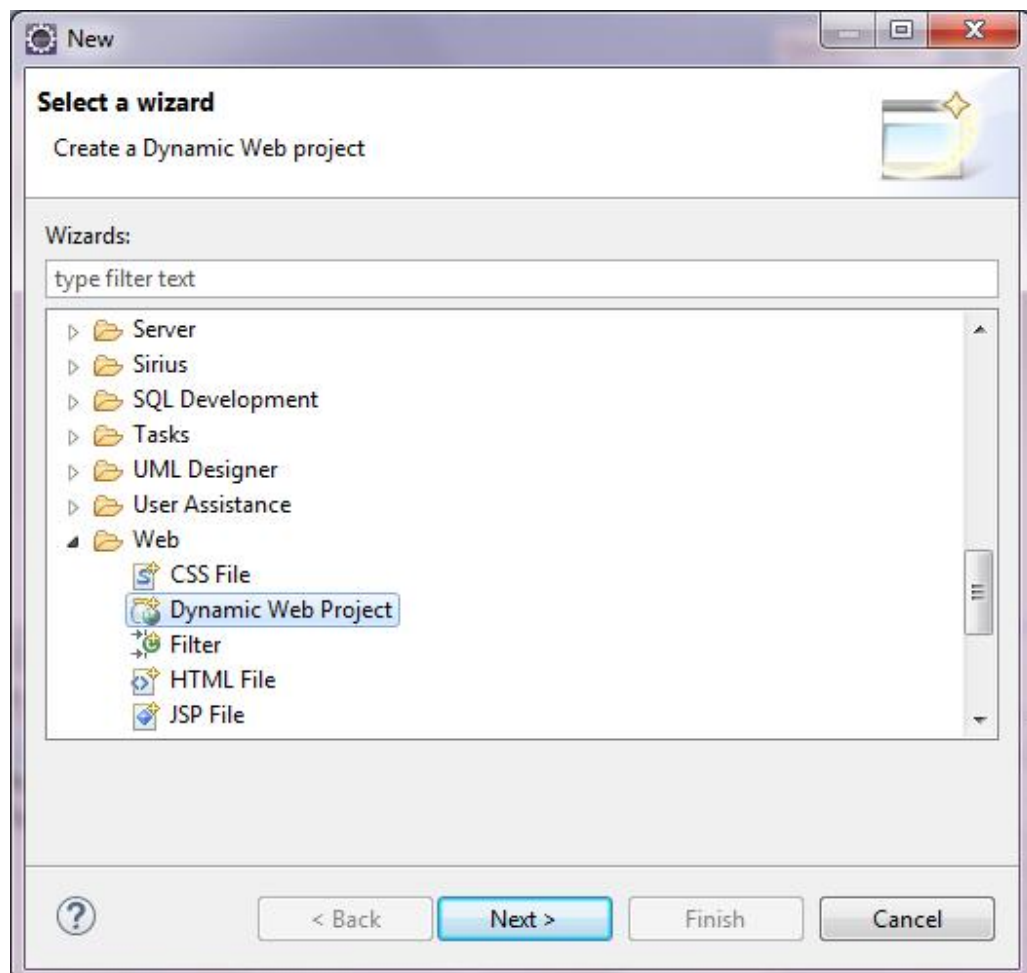 New
Select a wizard
Create a Dynamic Web project
Wizards:
type filter text
Server
Sirius
SQL Development
Tasks
UML Designer
User Assistance
Web
CSS File
Dynamic Web Project
Filter
HTML File
JSP File
< Back Next > Finish Cancel